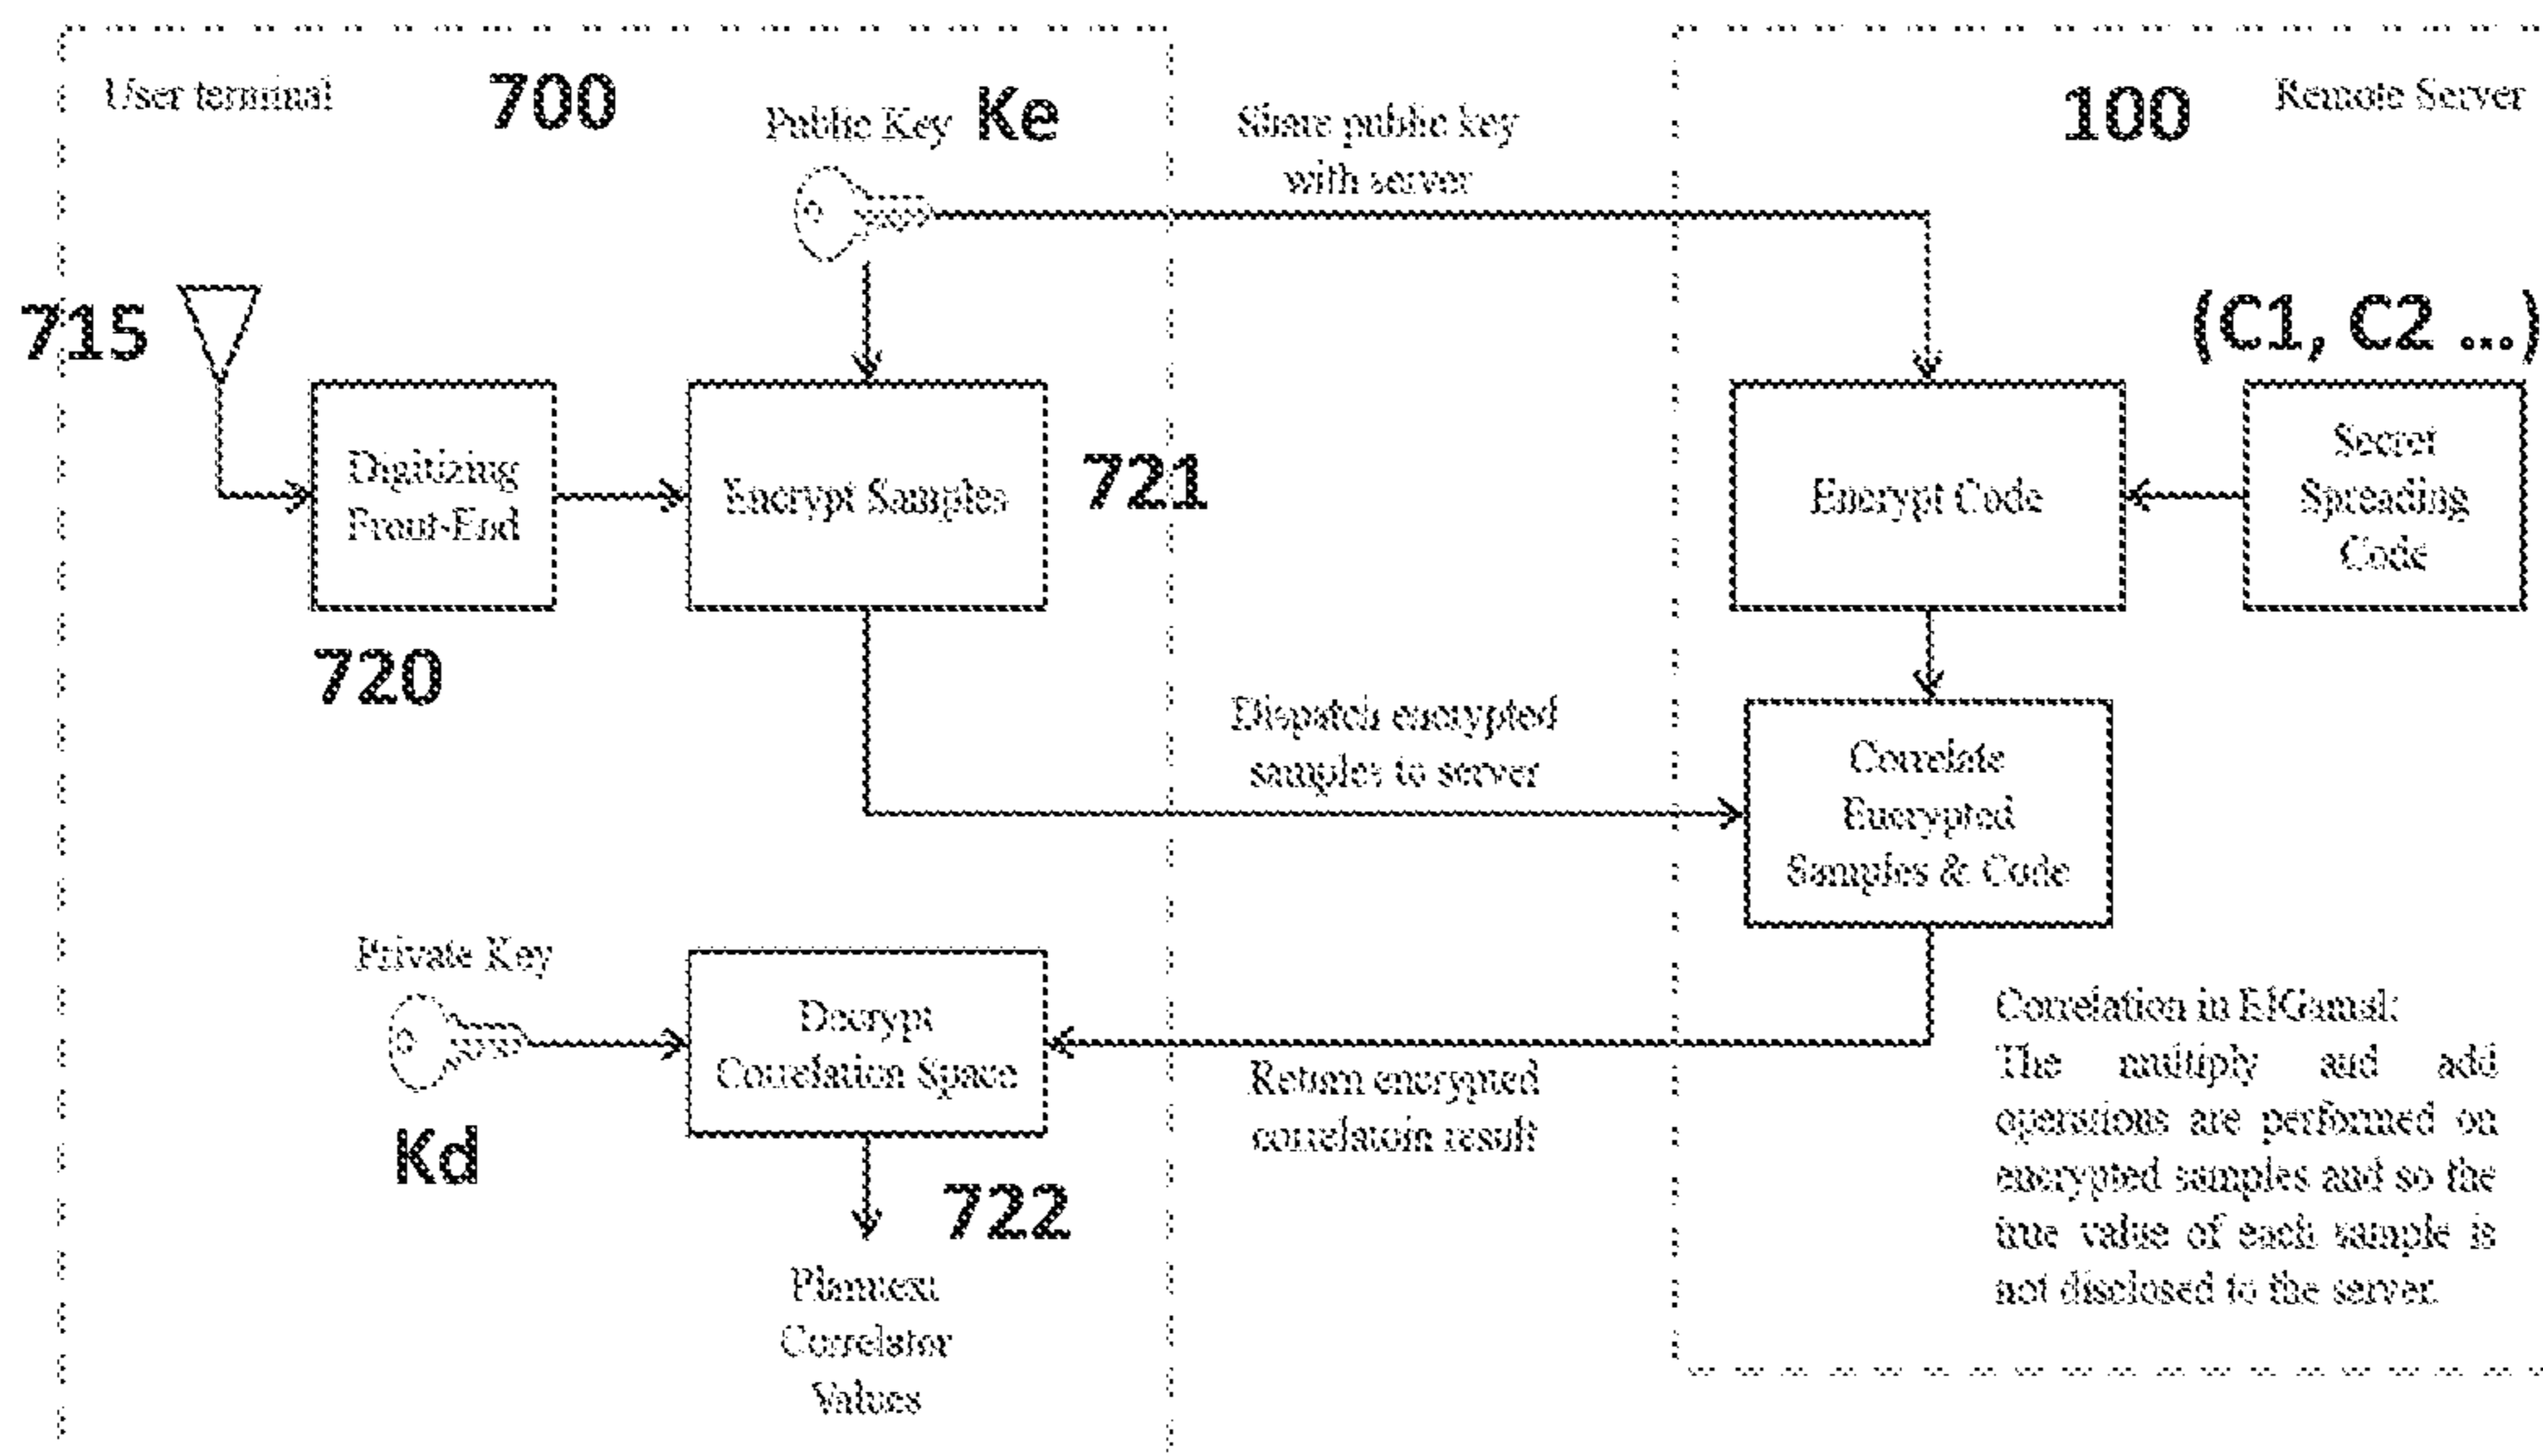 User terminal
700
Public Key Ke
Share public key
with server
100
Remote Server
715
(C1, C2 ...)
Digitizing
Front-End
720
Encrypt Samples
721
Encrypt Code
Secret
Spreading
Code
Dispatch encrypted
samples to server
Correlate
Encrypted
Samples & Code
Private Key
Kd
Decrypt
Correlation Space
722
Return encrypted
correlatoin result
Correlation in ElGamal:
The multiply and add
operations are performed on
encrypted samples and so the
true value of each sample is
not disclosed to the server.
Correlator
Values